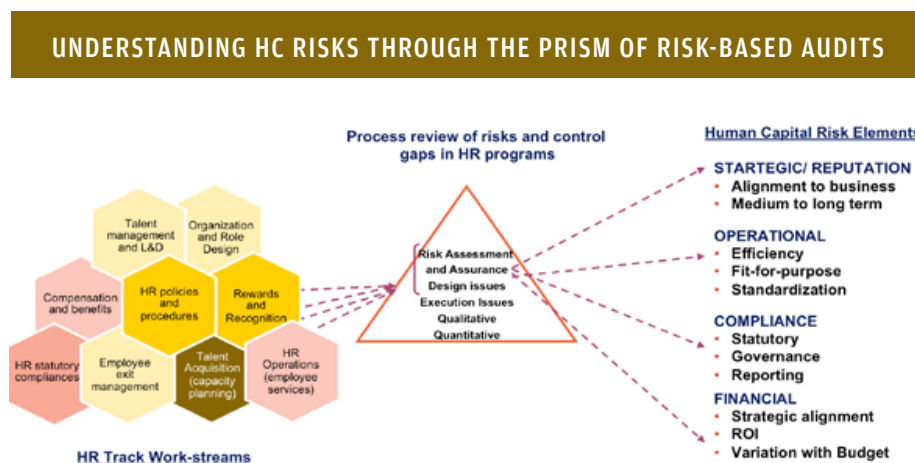 UNDERSTANDING HC RISKS THROUGH THE PRISM OF RISK-BASED AUDITS
Process review of risks and control
gaps in HR programs
Talent
management
and L&D
Organization
and Role
Design
Compensation
and benefits
HR policies
and
procedures
Rewards
and
Recognition
HR statutory
compliances
Employee
exit
management
Talent
Acquisition
(capacity
planning)
HR
Operations
(employee
services)
HR Track Work-streams
Risk Assessment
and Assurance
Design issues
Execution Issues
Qualitative
Quantitative
Human Capital Risk Elements
STARTEGIC/ REPUTATION
• Alignment to business
• Medium to long term
OPERATIONAL
• Efficiency
• Fit-for-purpose
• Standardization
COMPLIANCE
• Statutory
• Governance
• Reporting
FINANCIAL
• Strategic alignment
• ROI
• Variation with Budget